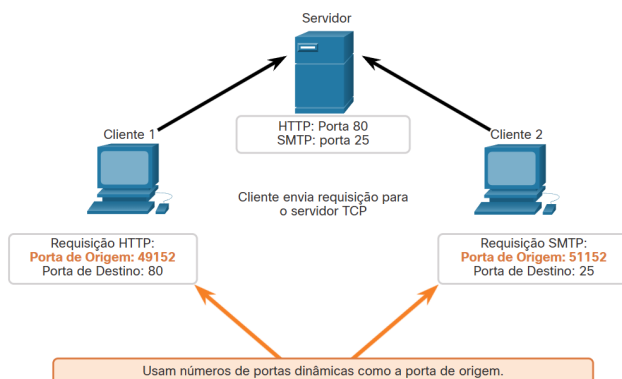 Servidor
HTTP: Porta 80
SMTP: porta 25
Cliente 1
Cliente 2
Cliente envia requisição para
o servidor TCP
Requisição HTTP:
Porta de Origem: 49152
Porta de Destino: 80
Requisição SMTP:
Porta de Origem: 51152
Porta de Destino: 25
Usam números de portas dinâmicas como a porta de origem.